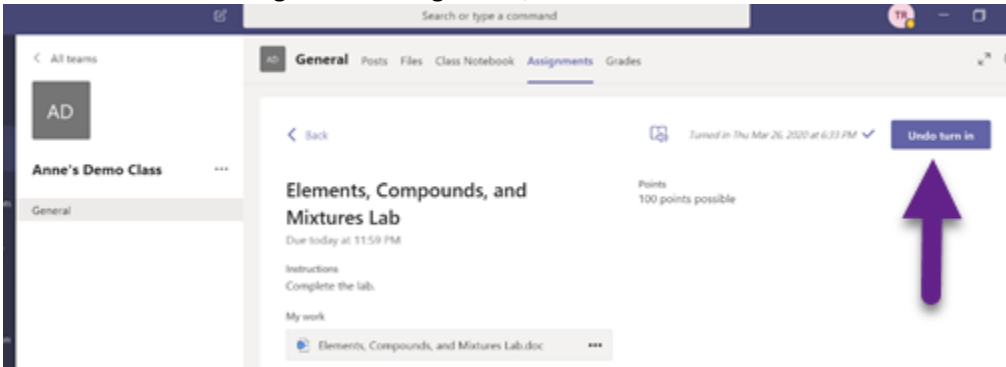 Search or type a command
TR
All teams
AD General Posts Files Class Notebook Assignments Grades
AD
Back
Turned in Thu Mar 26, 2020 at 6:33 PM
Undo turn in
Anne's Demo Class
General
Elements, Compounds, and
Mixtures Lab
Due today at 11:59 PM
Points
100 points possible
Instructions
Complete the lab.
My work
Elements, Compounds, and Mixtures Lab.doc